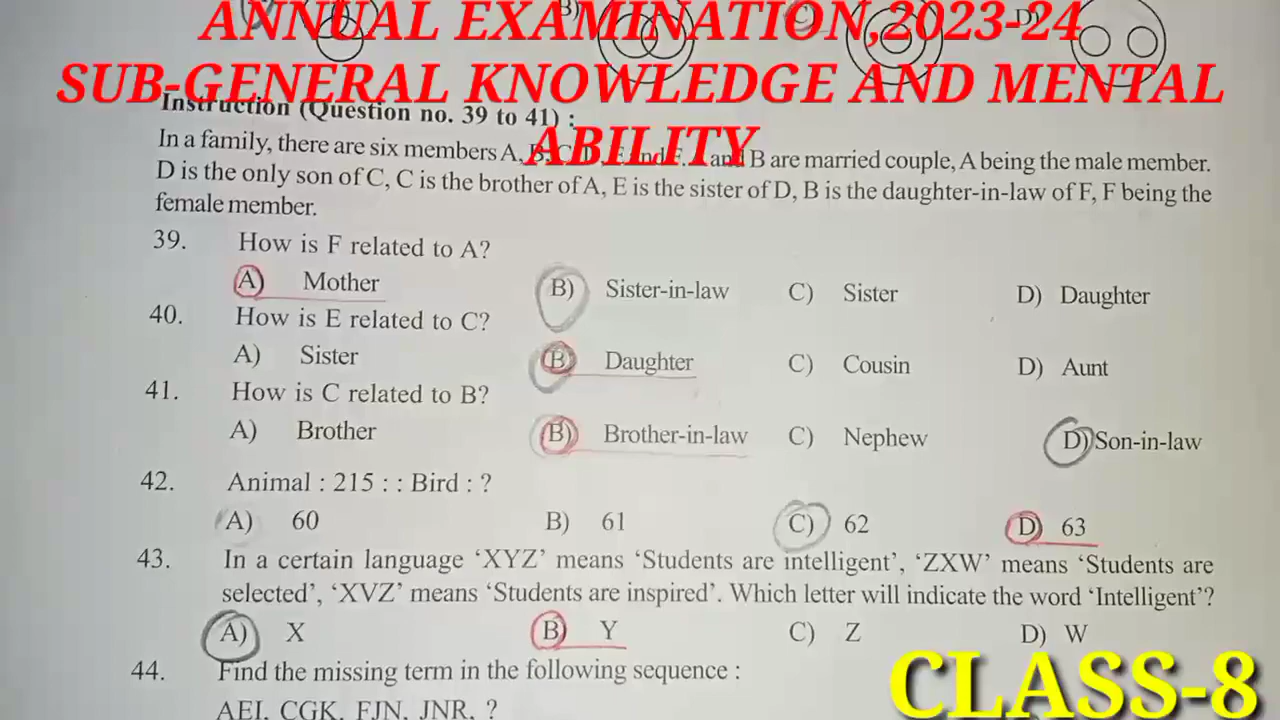 B) C) D)
ANNUAL EXAMINATION,2023-24
SUB-GENERAL KNOWLEDGE AND MENTAL
ABILITY
Instruction (Question no. 39 to 41) :
In a family, there are six members A, B, C, and B are married couple, A being the male member.
D is the only son of C, C is the brother of A, E is the sister of D, B is the daughter-in-law of F, F being the
female member.
39. How is F related to A?
A) Mother B) Sister-in-law C) Sister D) Daughter
40. How is E related to C?
A) Sister B) Daughter C) Cousin D) Aunt
41. How is C related to B?
A) Brother B) Brother-in-law C) Nephew D) Son-in-law
42. Animal : 215 : : Bird : ?
A) 60 B) 61 C) 62 D) 63
43. In a certain language ‘XYZ’ means ‘Students are intelligent’, ‘ZXW’ means ‘Students are
selected’, ‘XVZ’ means ‘Students are inspired’. Which letter will indicate the word ‘Intelligent’?
A) X B) Y C) Z D) W
44. Find the missing term in the following sequence :
AEI, CGK, FJN, JNR, ?
CLASS-8